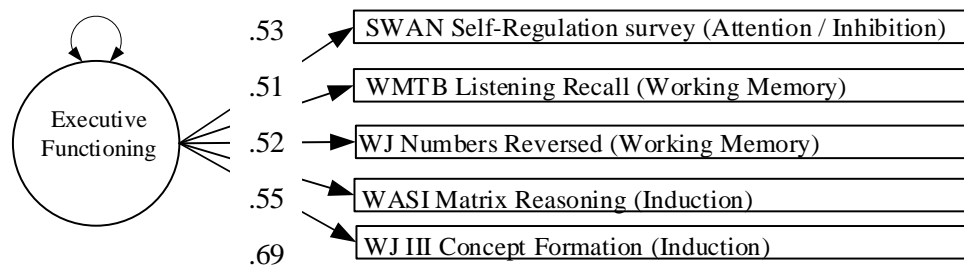 .53 SWAN Self-Regulation survey (Attention / Inhibition)
.51 WMTB Listening Recall (Working Memory)
Executive
Functioning
.52 WJ Numbers Reversed (Working Memory)
.55 WASI Matrix Reasoning (Induction)
.69 WJ III Concept Formation (Induction)